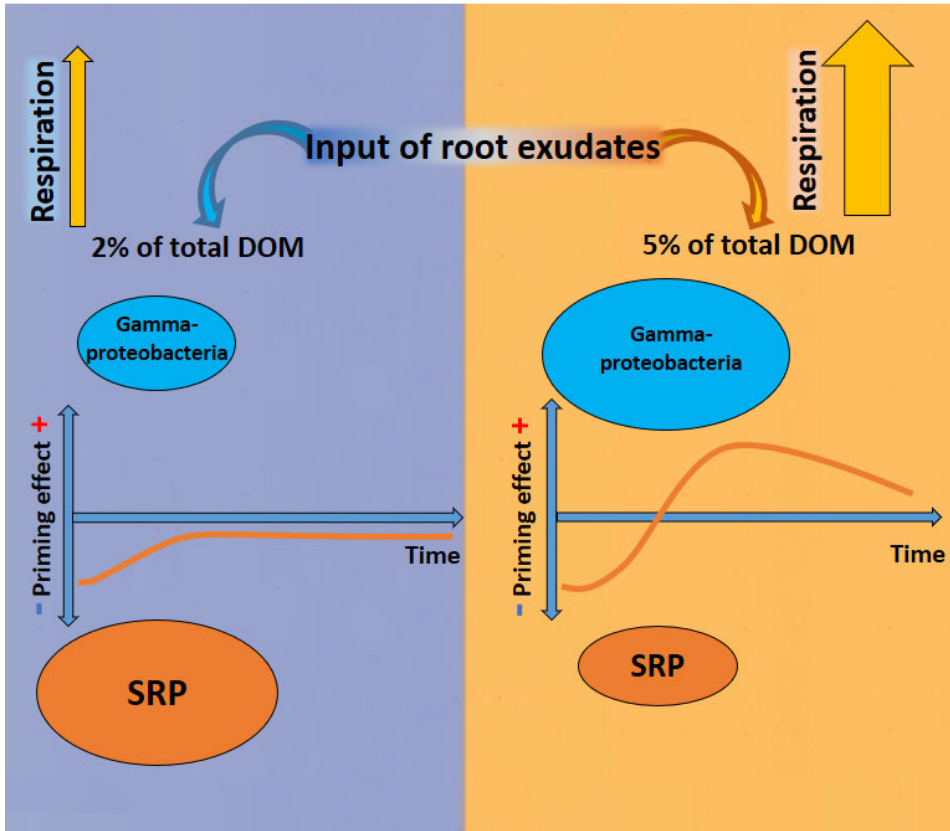 Respiration
Input of root exudates
Respiration
2% of total DOM
5% of total DOM
Gamma-
proteobacteria
Gamma-
proteobacteria
- Priming effect +
Time
- Priming effect +
Time
SRP
SRP